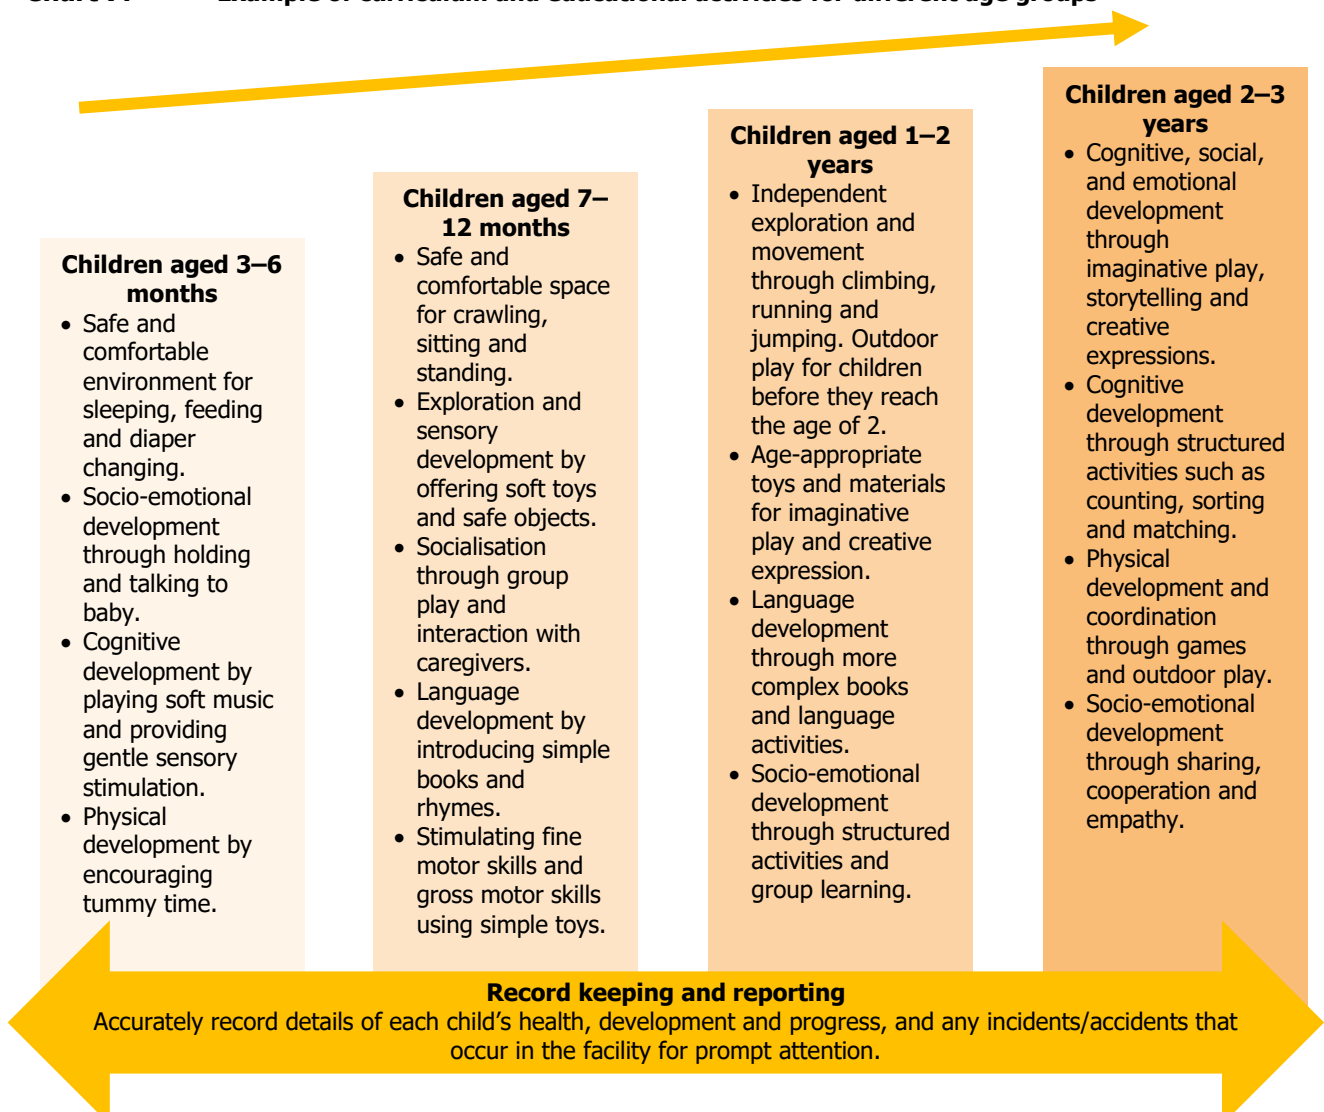 Children aged 3–6
months
• Safe and
comfortable
environment for
sleeping, feeding
and diaper
changing.
• Socio-emotional
development
through holding
and talking to
baby.
• Cognitive
development by
playing soft music
and providing
gentle sensory
stimulation.
• Physical
development by
encouraging
tummy time.
Children aged 7–
12 months
• Safe and
comfortable space
for crawling,
sitting and
standing.
• Exploration and
sensory
development by
offering soft toys
and safe objects.
• Socialisation
through group
play and
interaction with
caregivers.
• Language
development by
introducing simple
books and
rhymes.
• Stimulating fine
motor skills and
gross motor skills
using simple toys.
Children aged 1–2
years
• Independent
exploration and
movement
through climbing,
running and
jumping. Outdoor
play for children
before they reach
the age of 2.
• Age-appropriate
toys and materials
for imaginative
play and creative
expression.
• Language
development
through more
complex books
and language
activities.
• Socio-emotional
development
through structured
activities and
group learning.
Children aged 2–3
years
• Cognitive, social,
and emotional
development
through
imaginative play,
storytelling and
creative
expressions.
• Cognitive
development
through structured
activities such as
counting, sorting
and matching.
• Physical
development and
coordination
through games
and outdoor play.
• Socio-emotional
development
through sharing,
cooperation and
empathy.
Record keeping and reporting
Accurately record details of each child's health, development and progress, and any incidents/accidents that
occur in the facility for prompt attention.